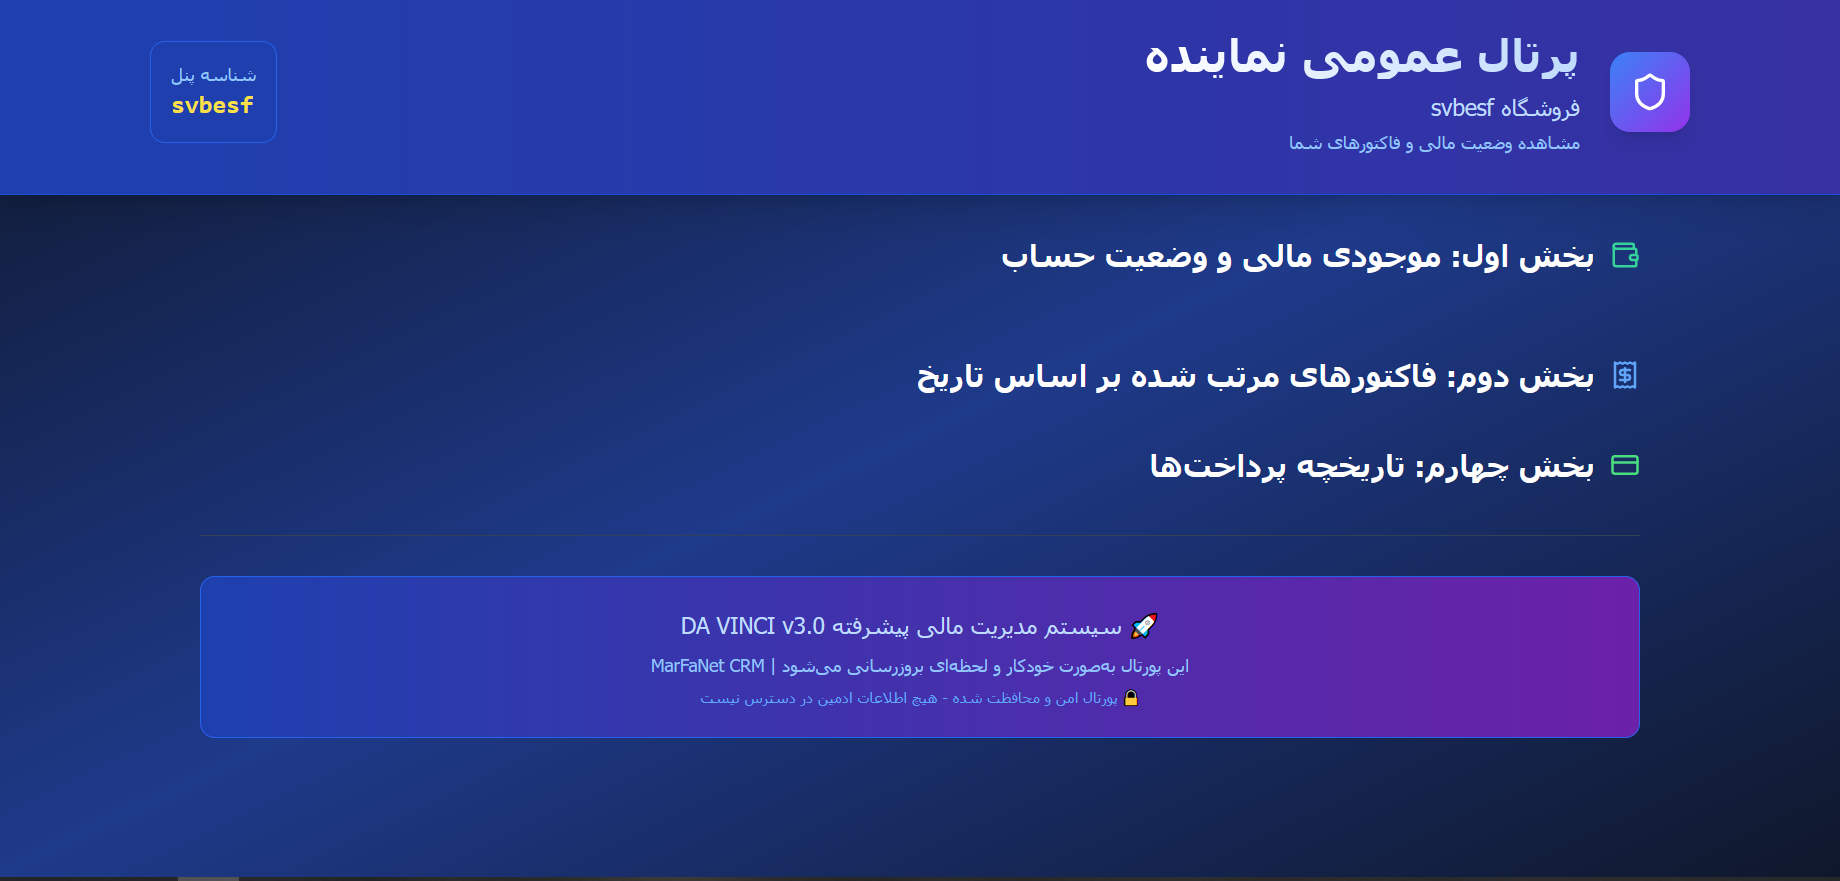 پرتال عمومی نماینده
فروشگاه svbesf
مشاهده وضعیت مالی و فاکتورهای شما
شناسه پنل
svbesf
بخش اول: موجودی مالی و وضعیت حساب
بخش دوم: فاکتورهای مرتب شده بر اساس تاریخ
بخش چهارم: تاریخچه پرداخت‌ها
🚀 سیستم مدیریت مالی پیشرفته DA VINCI v3.0
این پورتال به‌صورت خودکار و لحظه‌ای بروزرسانی می‌شود | MarFaNet CRM
🔒 پورتال امن و محافظت شده - هیچ اطلاعات ادمین در دسترس نیست